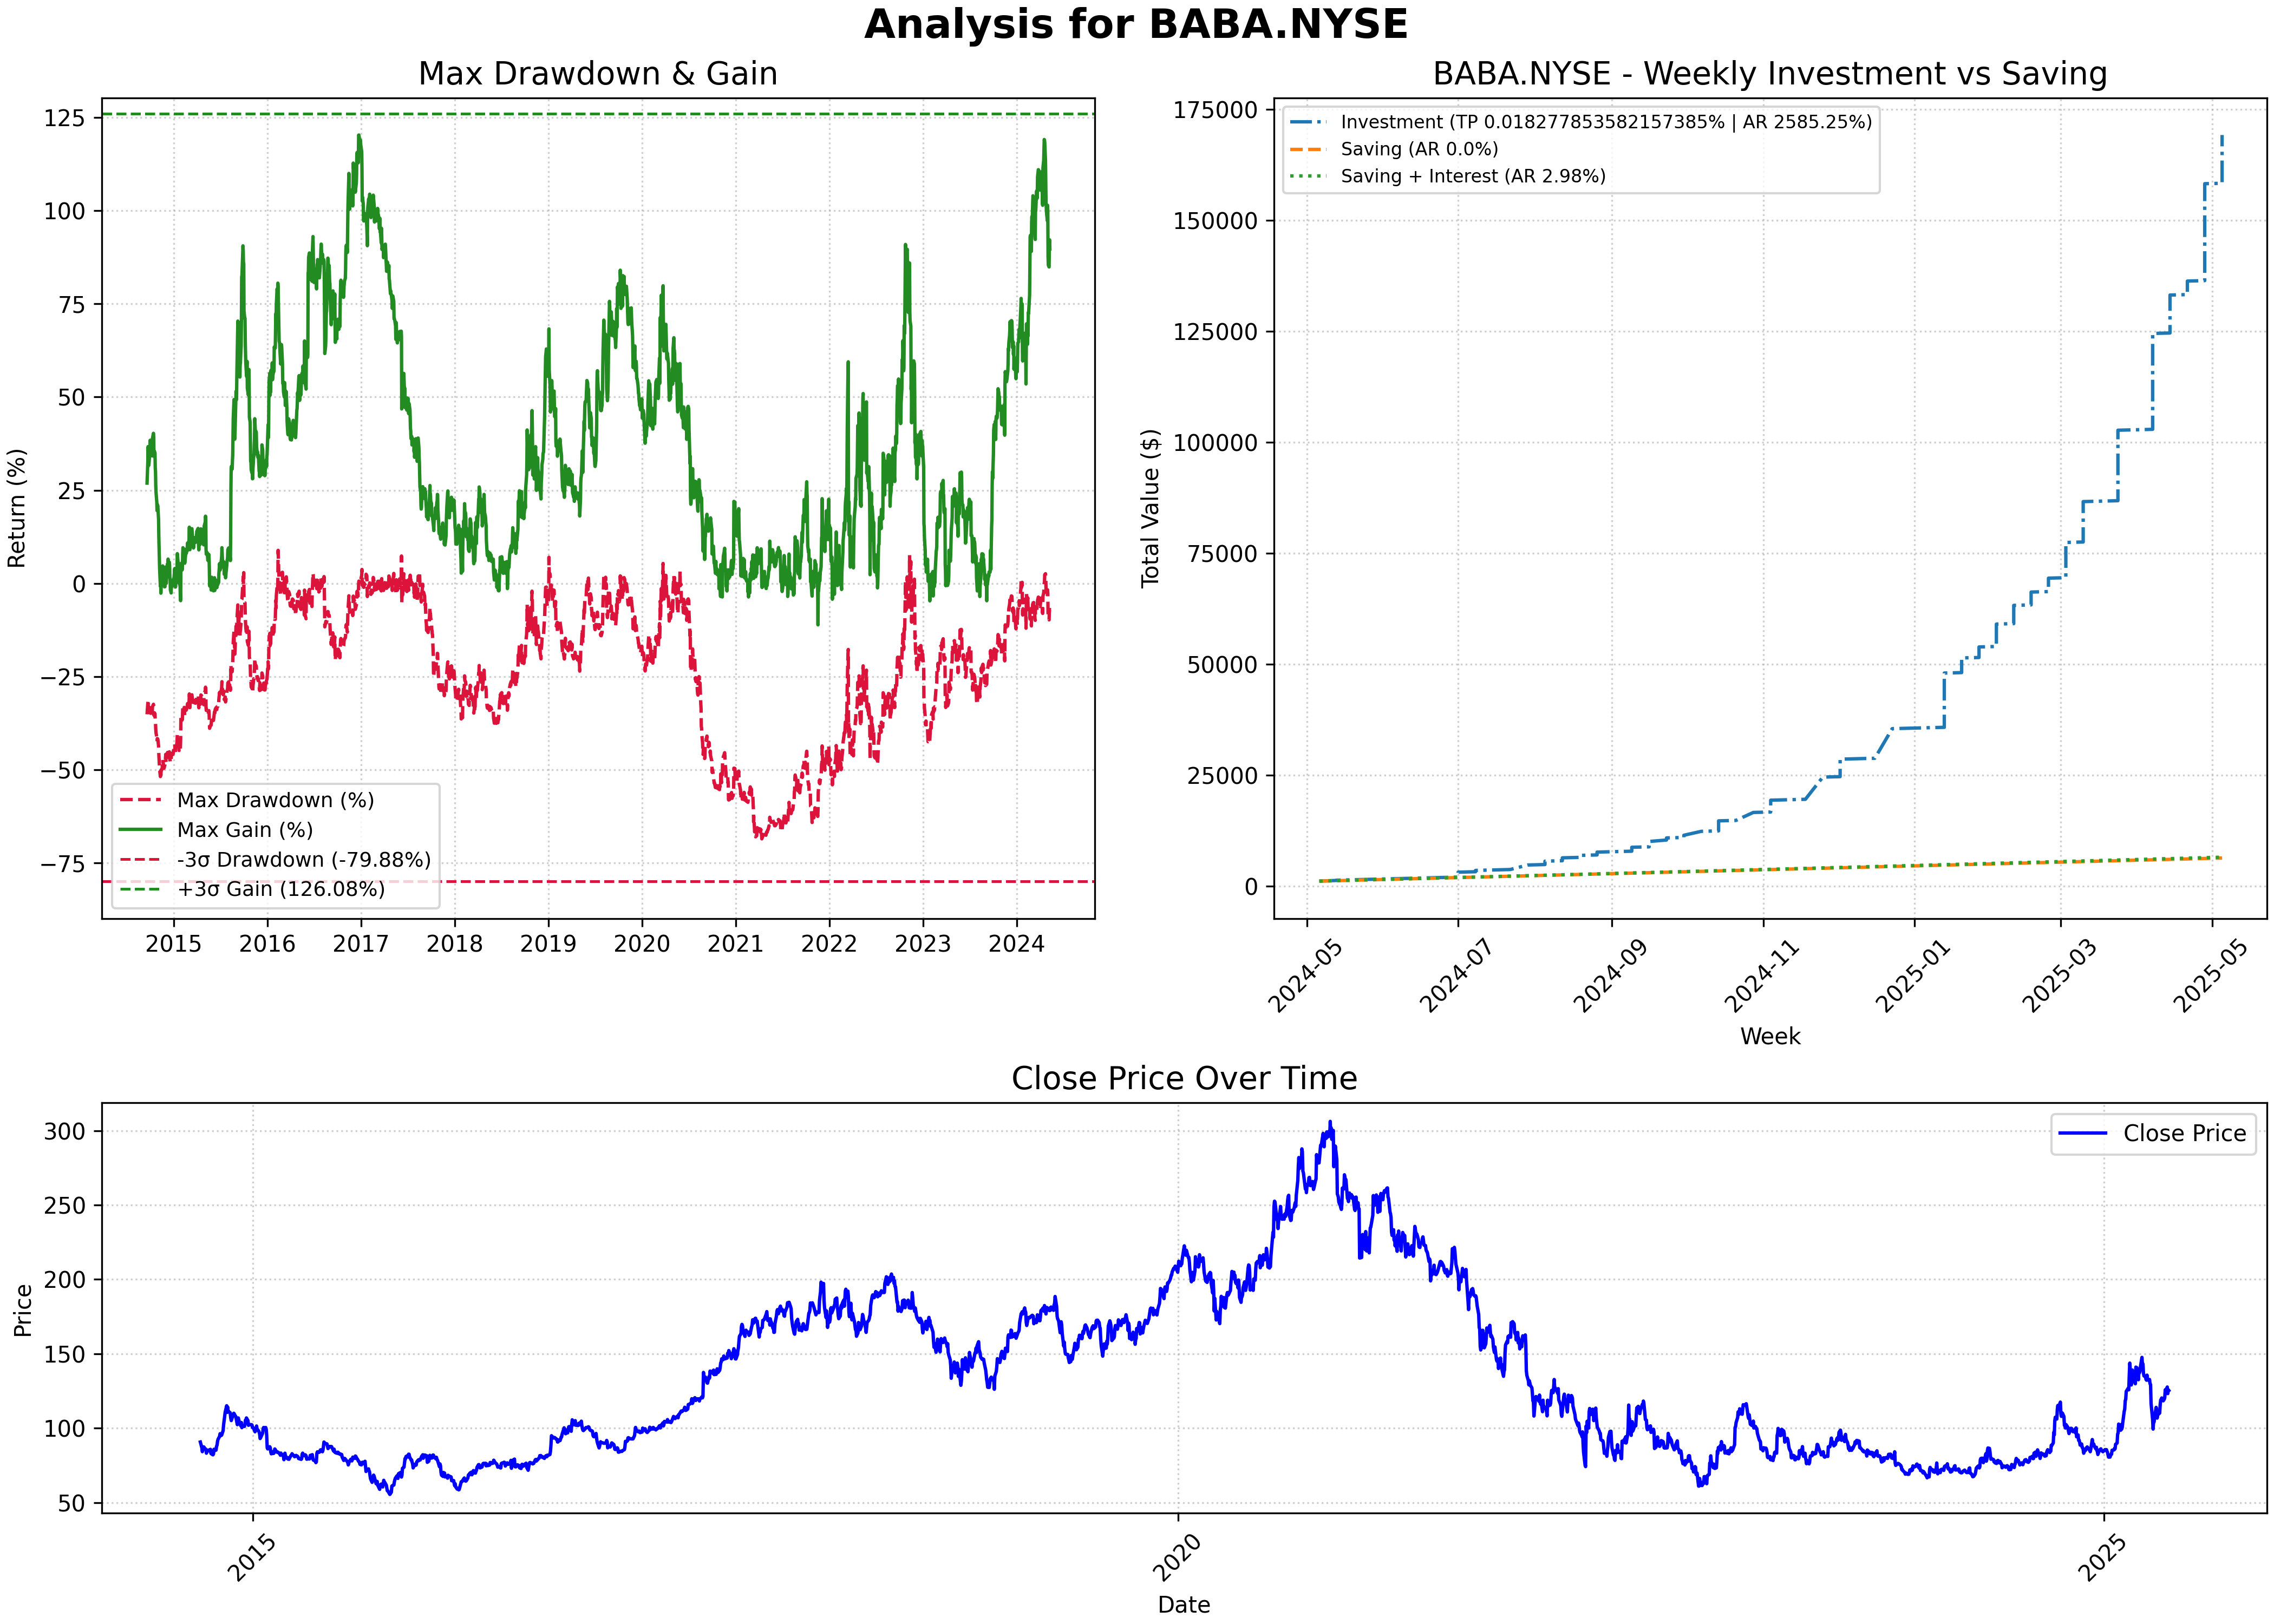 Analysis for BABA.NYSE
Max Drawdown & Gain
Return (%)
125
100
75
50
25
0
−25
−50
−75
Max Drawdown (%)
Max Gain (%)
-3σ Drawdown (-79.88%)
+3σ Gain (126.08%)
2015 2016 2017 2018 2019 2020 2021 2022 2023 2024
BABA.NYSE - Weekly Investment vs Saving
Total Value ($)
175000
150000
125000
100000
75000
50000
25000
0
Investment (TP 0.018277853582157385% | AR 2585.25%)
Saving (AR 0.0%)
Saving + Interest (AR 2.98%)
2024-05 2024-07 2024-09 2024-11 2025-01 2025-03 2025-05
Week
Close Price Over Time
Price
300
250
200
150
100
50
Close Price
2015 2020 2025
Date